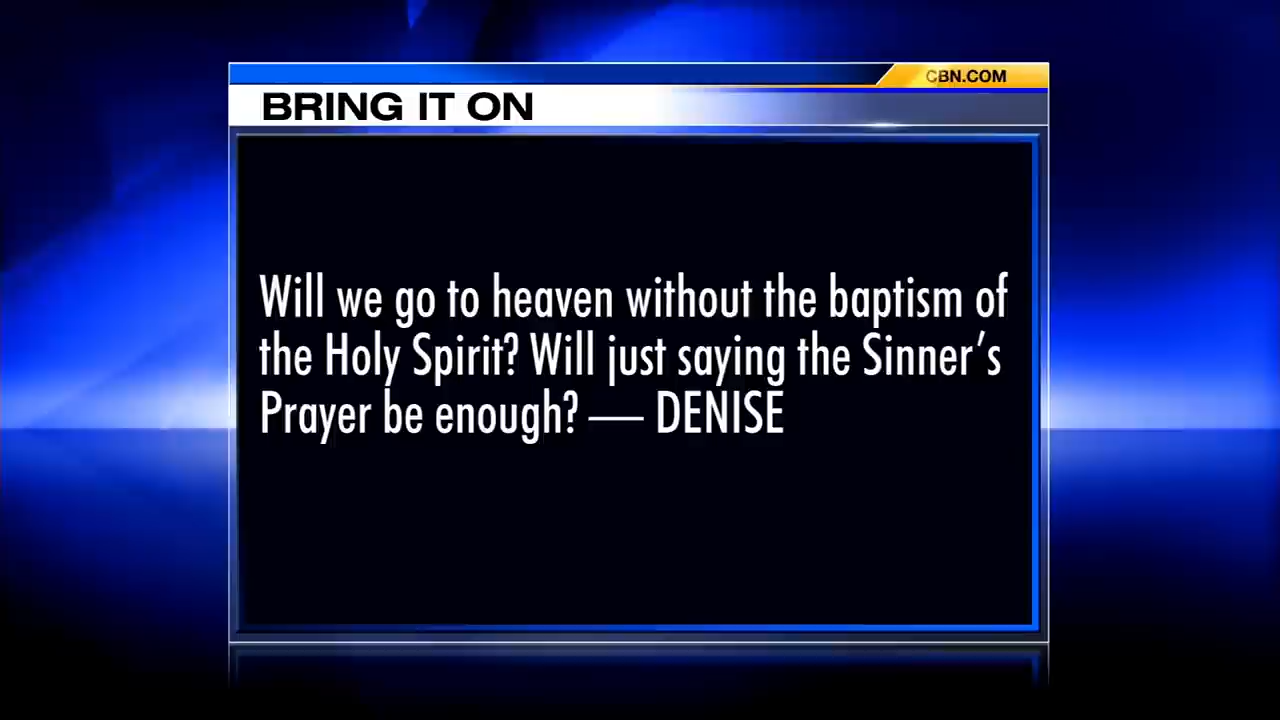 CBN.COM
BRING IT ON
Will we go to heaven without the baptism of
the Holy Spirit? Will just saying the Sinner's
Prayer be enough? — DENISE